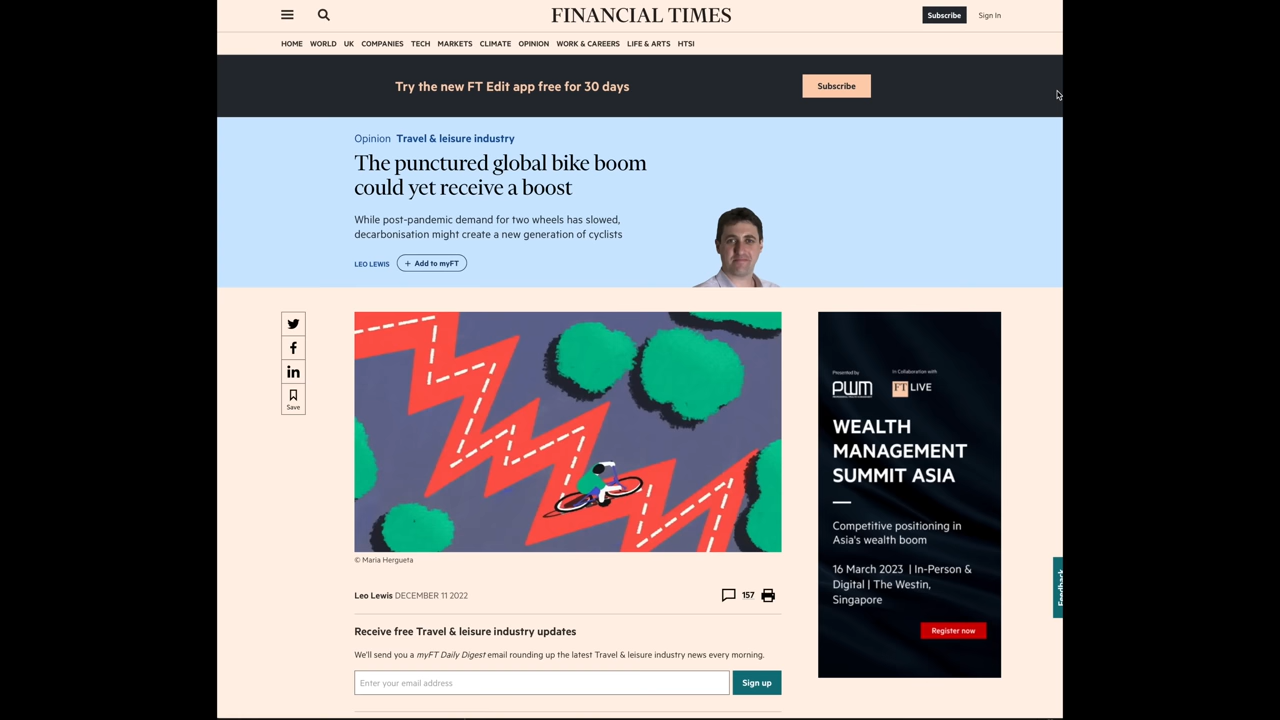 FINANCIAL TIMES
Subscribe
Sign In
HOME WORLD UK COMPANIES TECH MARKETS CLIMATE OPINION WORK & CAREERS LIFE & ARTS HTSI
Try the new FT Edit app free for 30 days
Subscribe
Opinion Travel & leisure industry
The punctured global bike boom
could yet receive a boost
While post-pandemic demand for two wheels has slowed,
decarbonisation might create a new generation of cyclists
LEO LEWIS
+ Add to myFT
Save
© Maria Hergueta
Leo Lewis DECEMBER 11 2022
157
Receive free Travel & leisure industry updates
We'll send you a myFT Daily Digest email rounding up the latest Travel & leisure industry news every morning.
Enter your email address
Sign up
Presented by
PWM
In Collaboration with
FT LIVE
WEALTH
MANAGEMENT
SUMMIT ASIA
Competitive positioning in
Asia's wealth boom
16 March 2023 | In-Person &
Digital | The Westin,
Singapore
Register now
Feedback